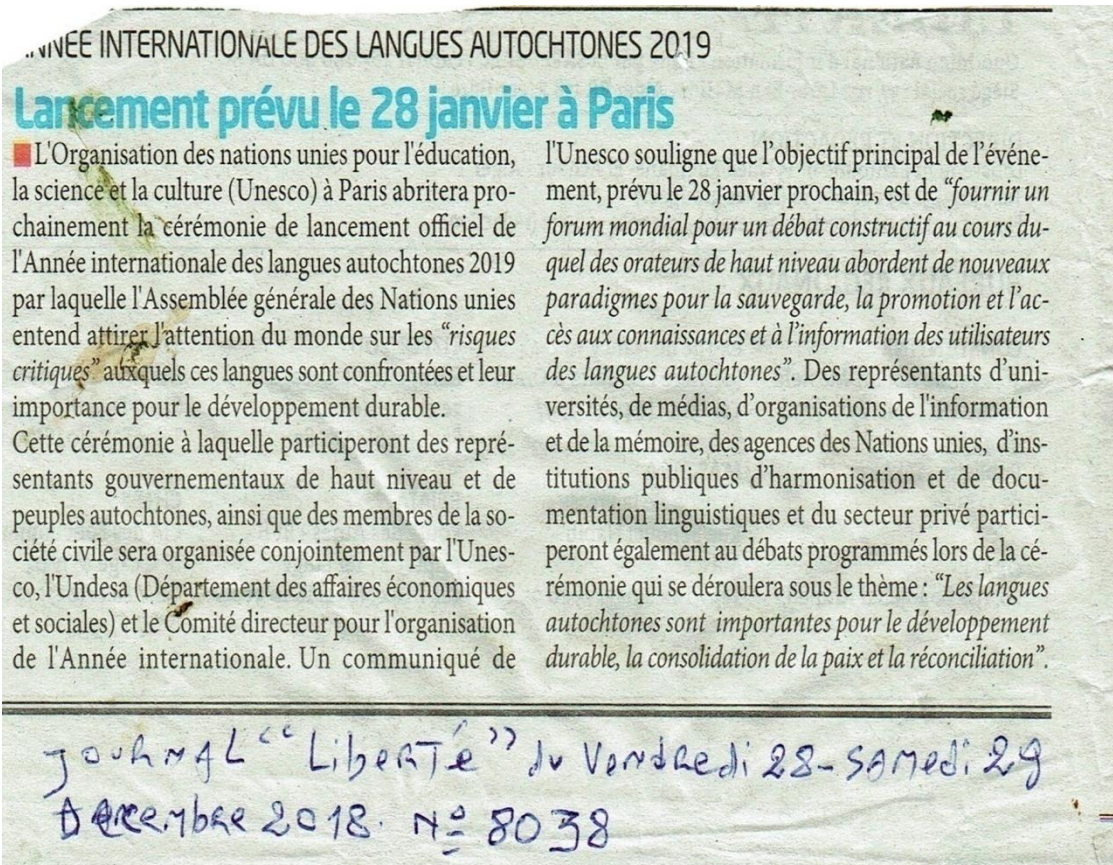 ANNEE INTERNATIONALE DES LANGUES AUTOCHTONES 2019
Lancement prévu le 28 janvier à Paris
L'Organisation des nations unies pour l'éducation,
la science et la culture (Unesco) à Paris abritera pro-
chainement la cérémonie de lancement officiel de
l'Année internationale des langues autochtones 2019
par laquelle l'Assemblée générale des Nations unies
entend attirer l'attention du monde sur les “risques
critiques” auxquels ces langues sont confrontées et leur
importance pour le développement durable.
Cette cérémonie à laquelle participeront des repré-
sentants gouvernementaux de haut niveau et de
peuples autochtones, ainsi que des membres de la so-
ciété civile sera organisée conjointement par l'Unes-
co, l'Undesa (Département des affaires économiques
et sociales) et le Comité directeur pour l'organisation
de l'Année internationale. Un communiqué de
l'Unesco souligne que l’objectif principal de l’événe-
ment, prévu le 28 janvier prochain, est de “fournir un
forum mondial pour un débat constructif au cours du-
quel des orateurs de haut niveau abordent de nouveaux
paradigmes pour la sauvegarde, la promotion et l’ac-
cès aux connaissances et à l’information des utilisateurs
des langues autochtones”. Des représentants d’uni-
versités, de médias, d’organisations de l'information
et de la mémoire, des agences des Nations unies, d’ins-
titutions publiques d’harmonisation et de docu-
mentation linguistiques et du secteur privé partici-
peront également au débats programmés lors de la cé-
rémonie qui se déroulera sous le thème : “Les langues
autochtones sont importantes pour le développement
durable, la consolidation de la paix et la réconciliation”.
JOURNAL “LibeRTé” du Vendredi 28-Samedi 29
Decembre 2018. Nº 8038